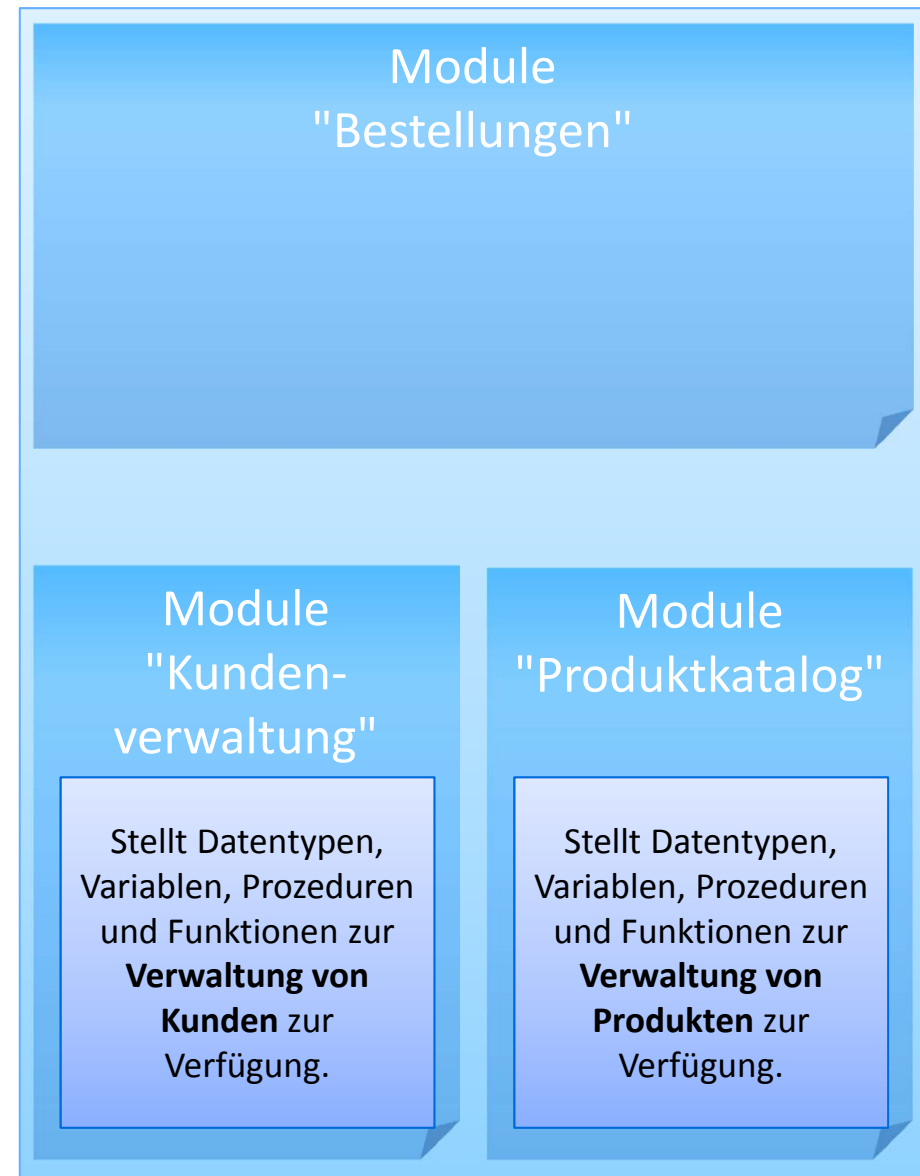 Module
"Bestellungen"
Module
"Kunden-
verwaltung"
Stellt Datentypen,
Variablen, Prozeduren
und Funktionen zur
Verwaltung von
Kunden zur
Verfügung.
Module
"Produktkatalog"
Stellt Datentypen,
Variablen, Prozeduren
und Funktionen zur
Verwaltung von
Produkten zur
Verfügung.